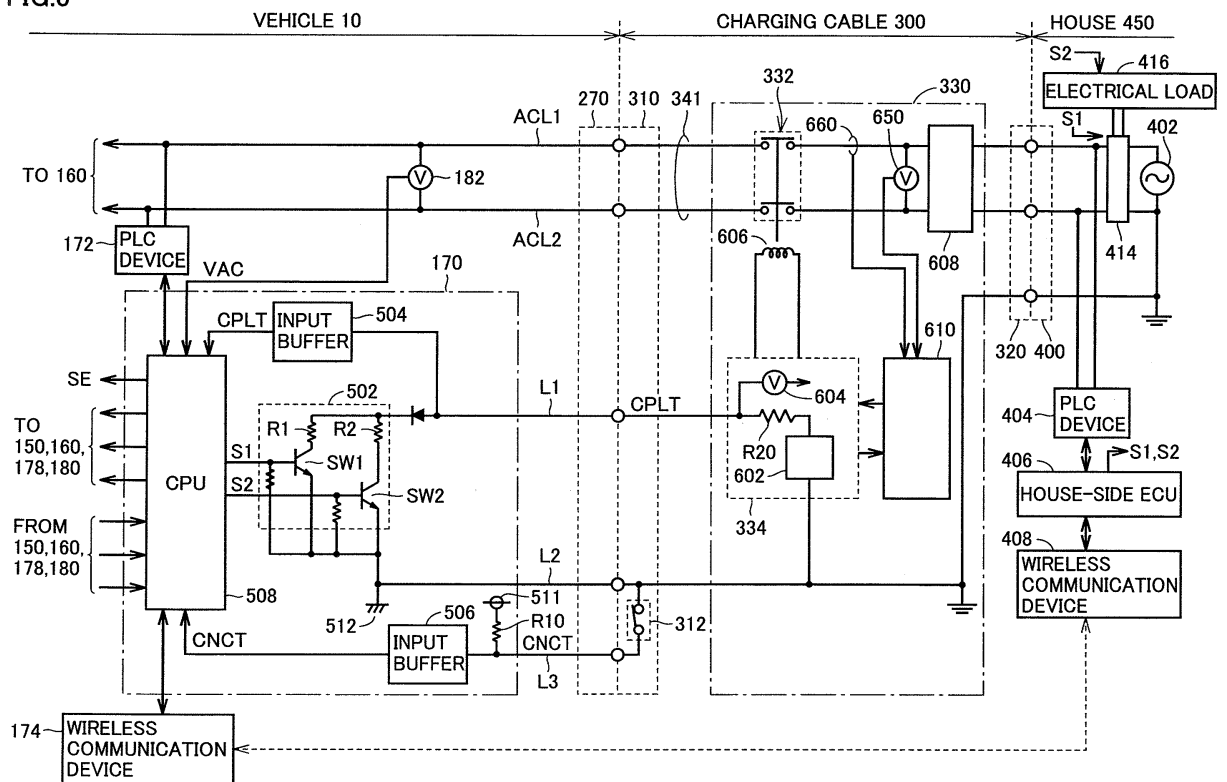 FIG.6
VEHICLE 10
CHARGING CABLE 300
HOUSE 450
S2
416
ELECTRICAL LOAD
332
330
270
310
341
660
650
S1
402
ACL1
TO 160
V
182
V
ACL2
606
608
414
172
PLC
DEVICE
VAC
170
CPLT
INPUT
BUFFER
504
320
400
610
SE
502
L1
CPLT
V
604
404
PLC
DEVICE
TO
150,160,
178,180
R1
R2
R20
S1
SW1
602
406
S1,S2
CPU
S2
SW2
HOUSE-SIDE ECU
FROM
150,160,
178,180
334
408
L2
WIRELESS
COMMUNICATION
DEVICE
508
512
511
506
R10
312
CNCT
INPUT
BUFFER
CNCT
L3
174
WIRELESS
COMMUNICATION
DEVICE